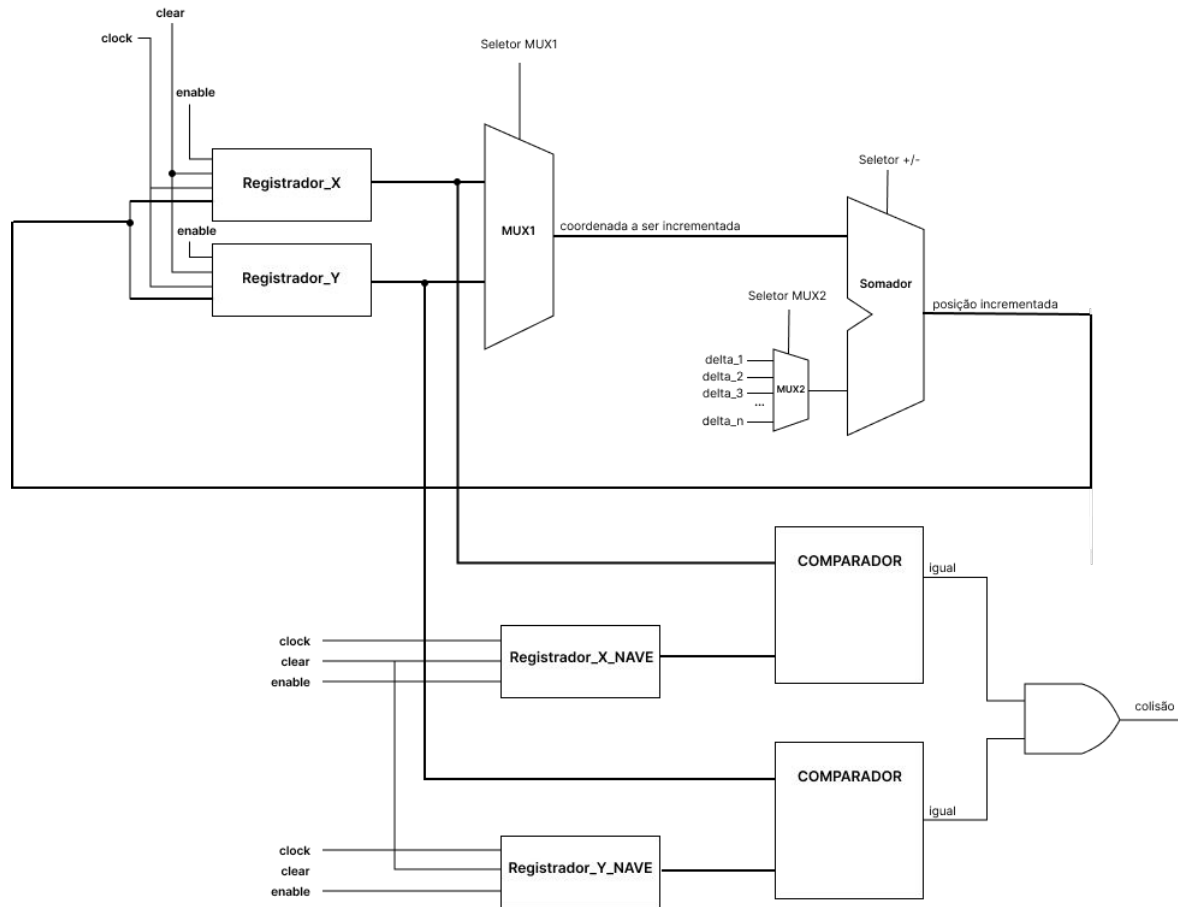 clear
clock
Seletor MUX1
enable
Registrador_X
Seletor +/-
MUX1
coordenada a ser incrementada
enable
Registrador_Y
Somador
Seletor MUX2
posição incrementada
delta_1
delta_2
delta_3
...
delta_n
MUX2
COMPARADOR
igual
clock
clear
enable
Registrador_X_NAVE
colisão
COMPARADOR
igual
clock
clear
enable
Registrador_Y_NAVE